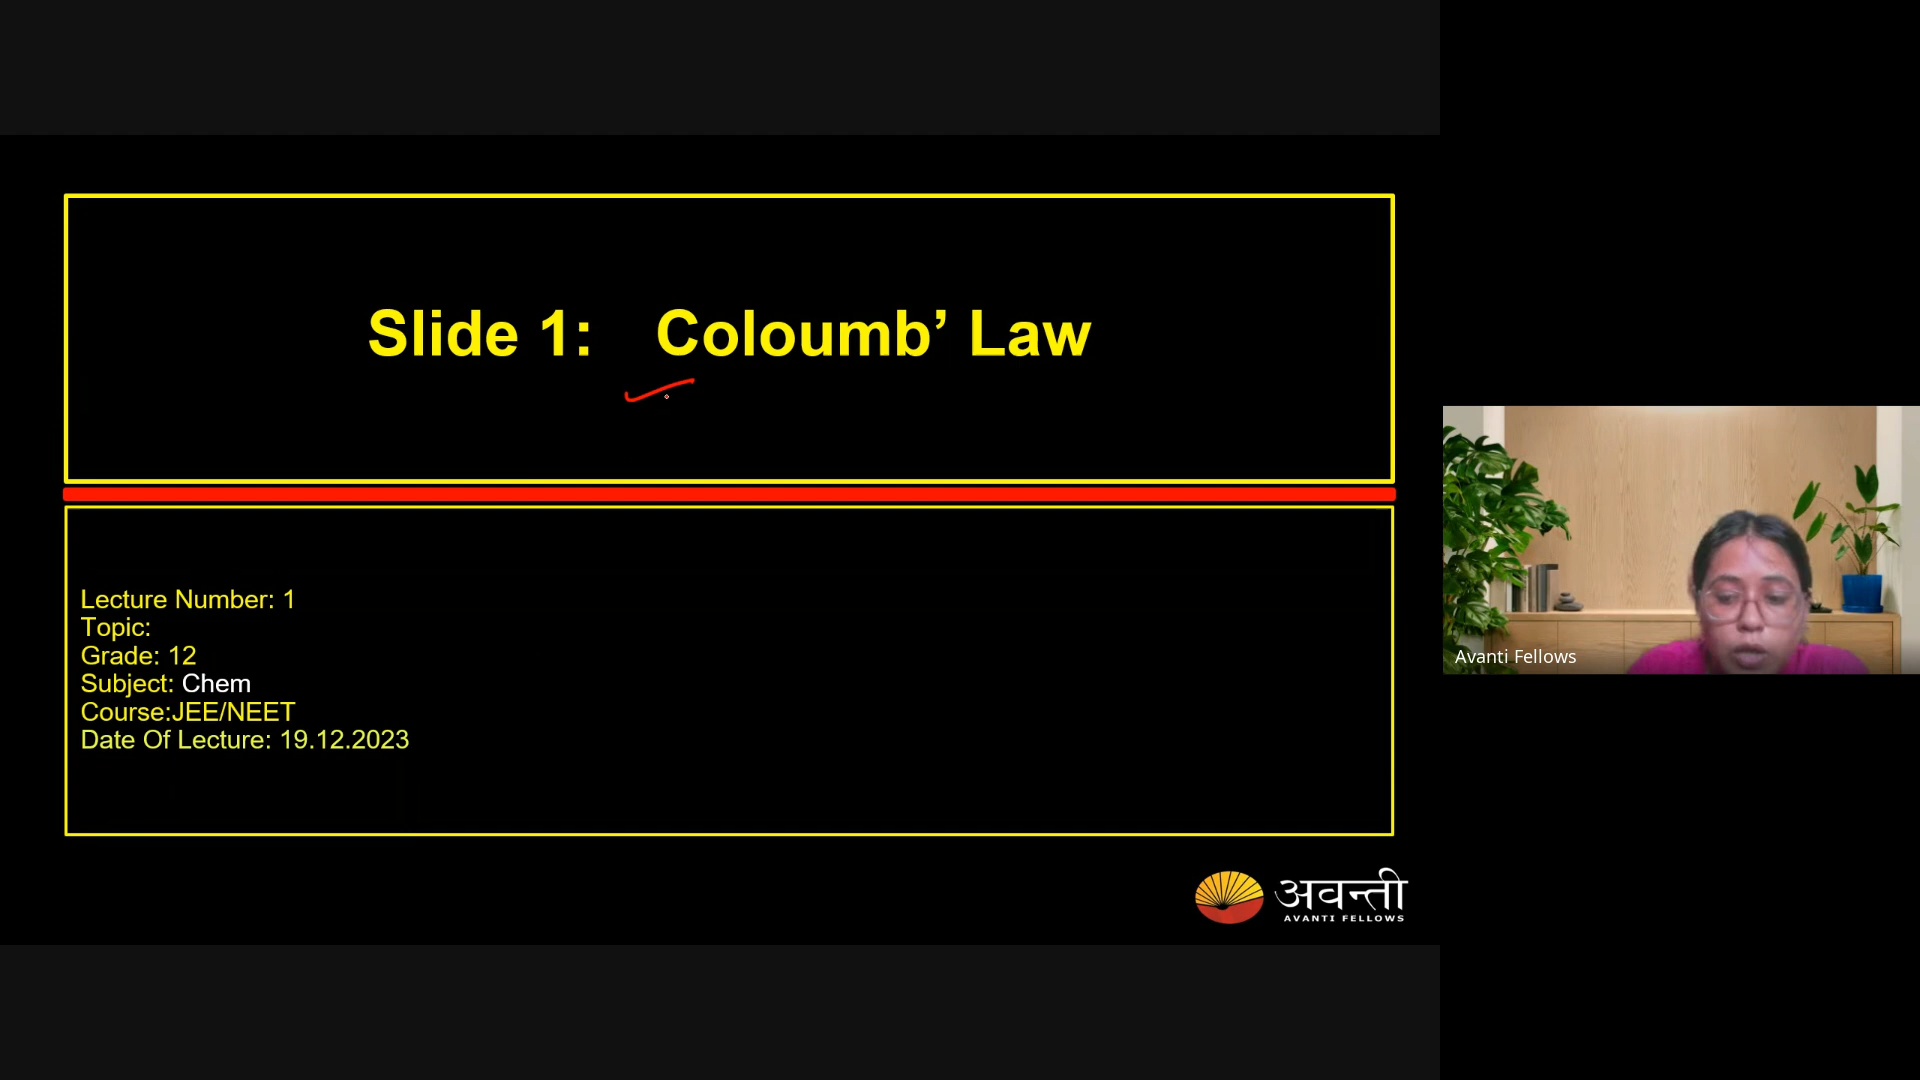 Slide 1: Coloumb’ Law
Lecture Number: 1
Topic:
Grade: 12
Subject: Chem
Course:JEE/NEET
Date Of Lecture: 19.12.2023
अवन्ती
AVANTI FELLOWS
Avanti Fellows